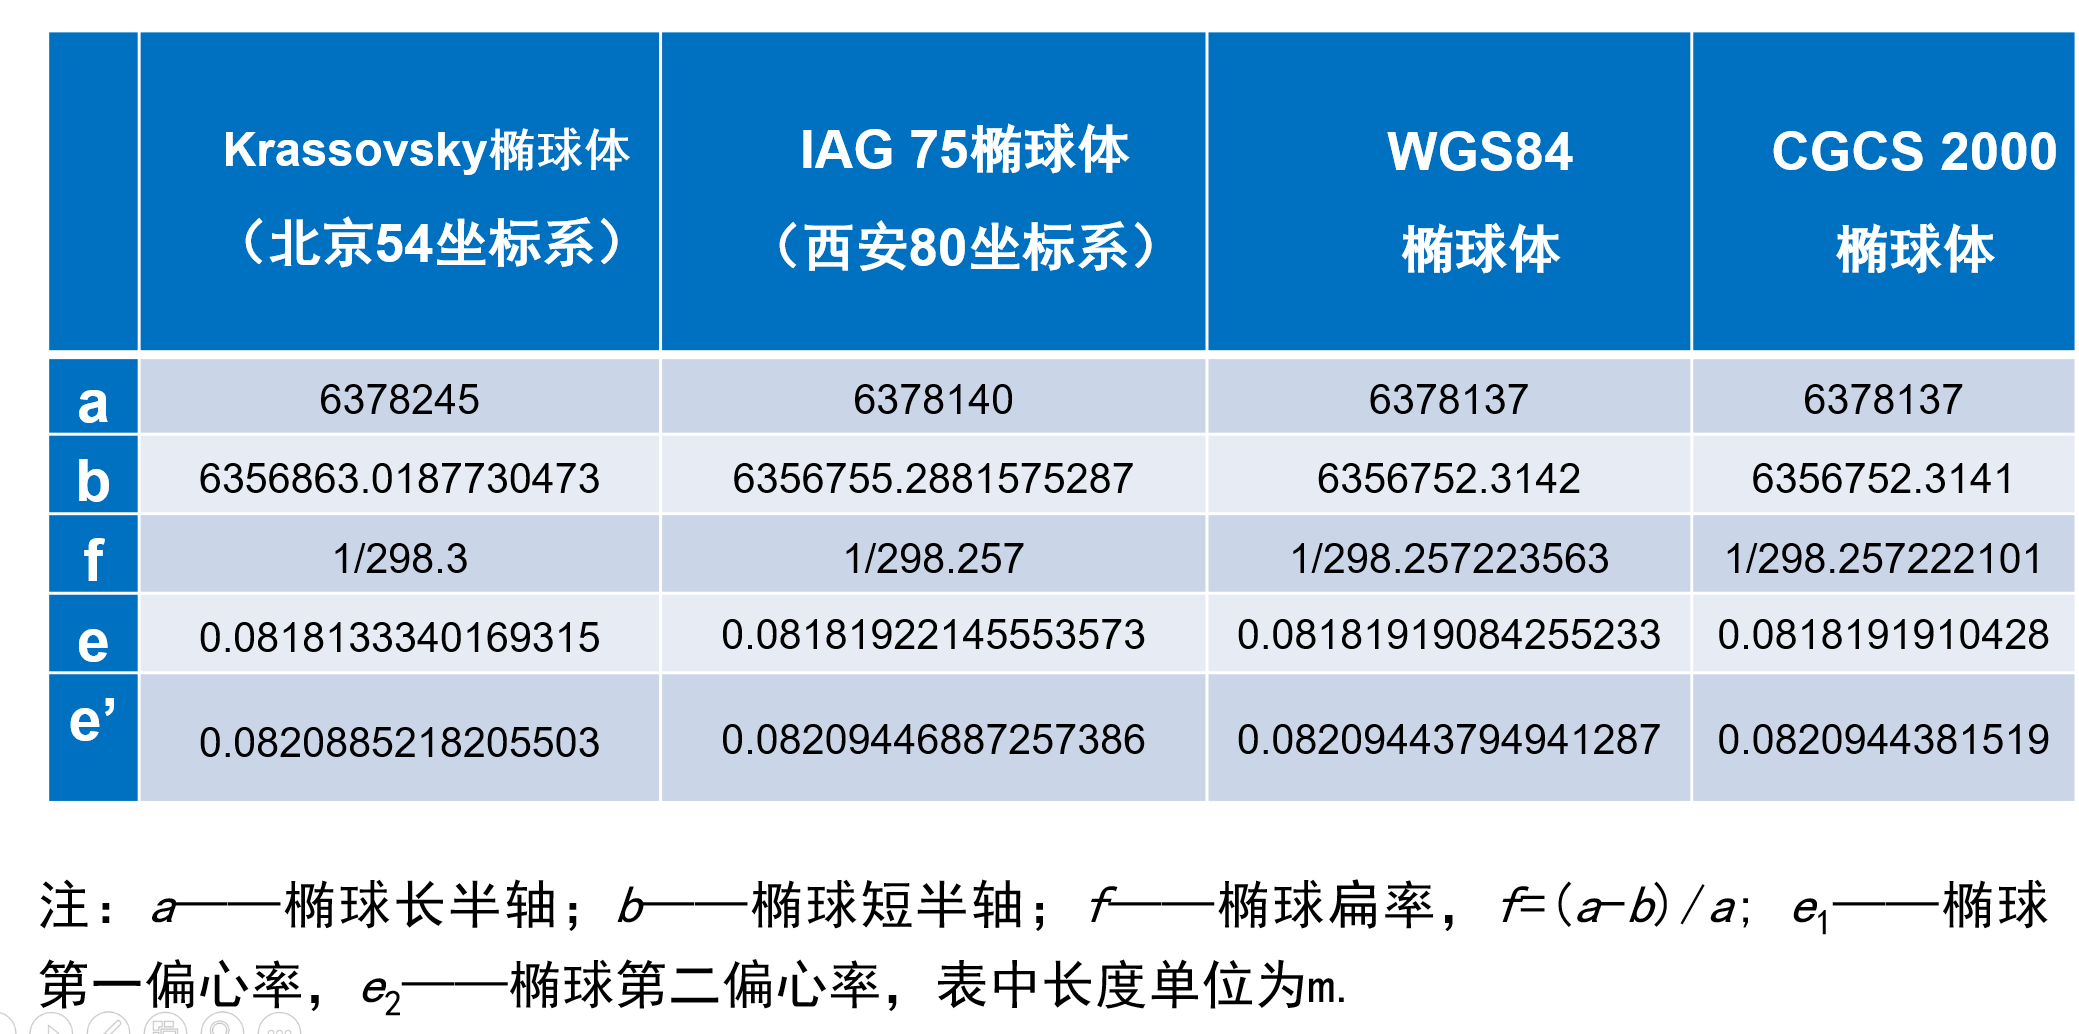 Krassovsky椭球体
（北京54坐标系）
IAG 75椭球体
（西安80坐标系）
WGS84
椭球体
CGCS 2000
椭球体
a 6378245 6378140 6378137 6378137
b 6356863.0187730473 6356755.2881575287 6356752.3142 6356752.3141
f 1/298.3 1/298.257 1/298.257223563 1/298.257222101
e 0.0818133340169315 0.08181922145553573 0.08181919084255233 0.0818191910428
e’ 0.0820885218205503 0.08209446887257386 0.08209443794941287 0.0820944381519
注：a——椭球长半轴；b——椭球短半轴；f——椭球扁率，f=(a-b)/a; e1——椭球
第一偏心率，e2——椭球第二偏心率，表中长度单位为m.